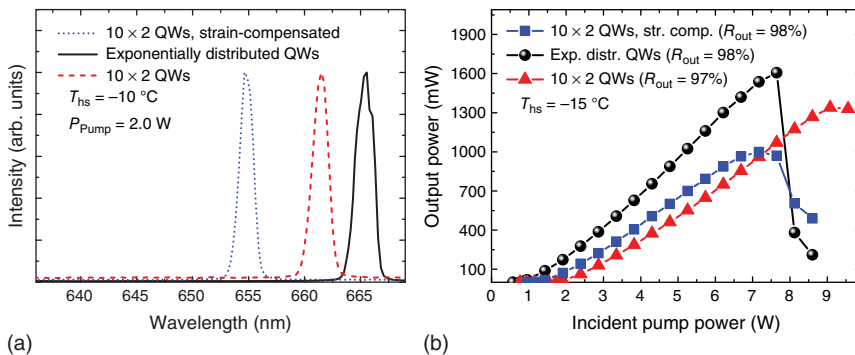 10 × 2 QWs, strain-compensated
Exponentially distributed QWs
10 × 2 QWs
T_hs = –10 °C
P_Pump = 2.0 W
Intensity (arb. units)
640 645 650 655 660 665
Wavelength (nm)
(a)
10 × 2 QWs, str. comp. (R_out = 98%)
Exp. distr. QWs (R_out = 98%)
10 × 2 QWs (R_out = 97%)
T_hs = –15 °C
Output power (mW)
1900
1600
1300
1000
700
400
100
0 1 2 3 4 5 6 7 8 9
Incident pump power (W)
(b)